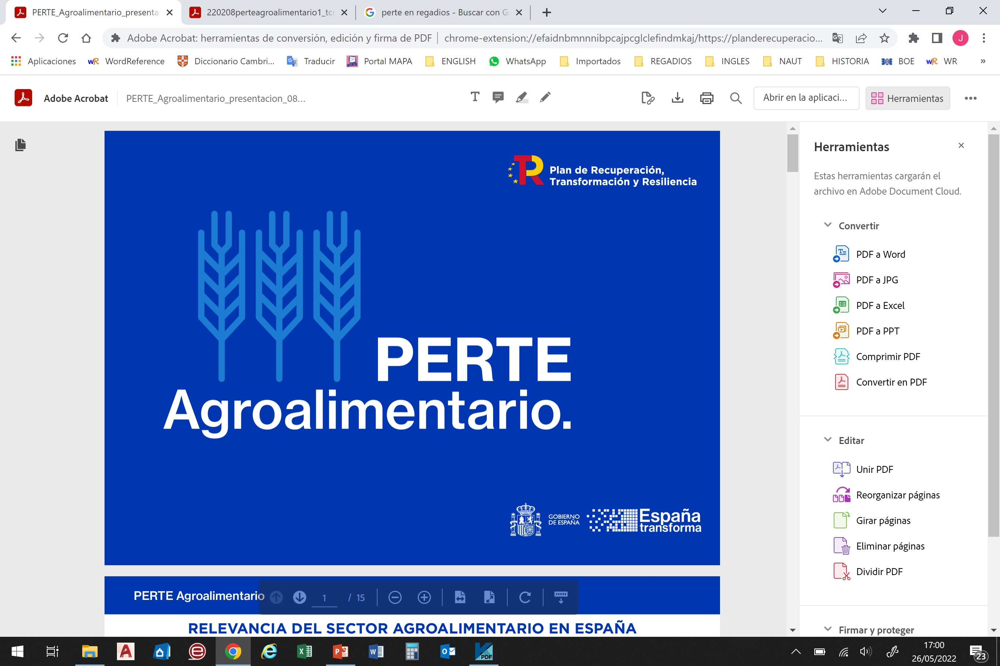 PERTE_Agroalimentario_presenta
220208perteagroalimentario1_tc
perte en regadios - Buscar con G
Adobe Acrobat: herramientas de conversión, edición y firma de PDF
chrome-extension://efaidnbmnnnibpcajpcglclefindmkaj/https://planderecuperacio...
J
Aplicaciones
WordReference
Diccionario Cambri...
Traducir
Portal MAPA
ENGLISH
WhatsApp
Importados
REGADIOS
INGLES
NAUT
HISTORIA
BOE
WR
»
Adobe Acrobat
PERTE_Agroalimentario_presentacion_08...
Abrir en la aplicaci...
Herramientas
Plan de Recuperación,
Transformación y Resiliencia
PERTE
Agroalimentario.
GOBIERNO
DE ESPAÑA
España
transforma
PERTE Agroalimentario
1 / 15
RELEVANCIA DEL SECTOR AGROALIMENTARIO EN ESPAÑA
Herramientas
Estas herramientas cargarán el
archivo en Adobe Document Cloud.
Convertir
PDF a Word
PDF a JPG
PDF a Excel
PDF a PPT
Comprimir PDF
Convertir en PDF
Editar
Unir PDF
Reorganizar páginas
Girar páginas
Eliminar páginas
Dividir PDF
Firmar y proteger
PDF
17:00
26/05/2022
23